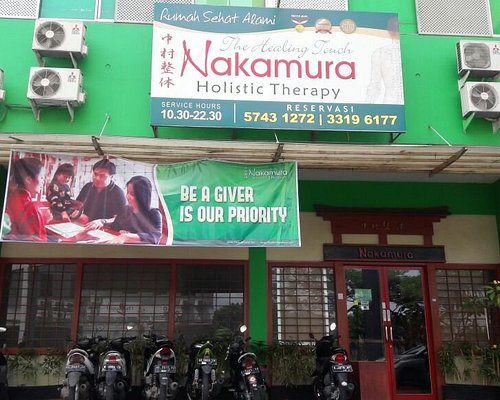 Rumah Sehat Alami
The Healing Touch
中村整体
Nakamura
Holistic Therapy
SERVICE HOURS
10.30-22.30
RESERVASI
5743 1272 | 3319 6177
Nakamura
BE A GIVER
IS OUR PRIORITY
Nakamura